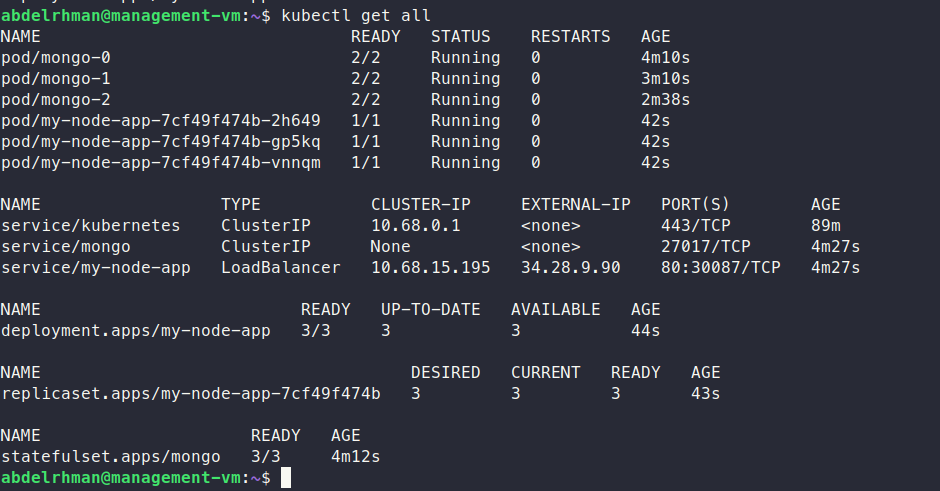 abdelrhman@management-vm:~$ kubectl get all
NAME READY STATUS RESTARTS AGE
pod/mongo-0 2/2 Running 0 4m10s
pod/mongo-1 2/2 Running 0 3m10s
pod/mongo-2 2/2 Running 0 2m38s
pod/my-node-app-7cf49f474b-2h649 1/1 Running 0 42s
pod/my-node-app-7cf49f474b-gp5kq 1/1 Running 0 42s
pod/my-node-app-7cf49f474b-vnnqm 1/1 Running 0 42s
NAME TYPE CLUSTER-IP EXTERNAL-IP PORT(S) AGE
service/kubernetes ClusterIP 10.68.0.1 <none> 443/TCP 89m
service/mongo ClusterIP None <none> 27017/TCP 4m27s
service/my-node-app LoadBalancer 10.68.15.195 34.28.9.90 80:30087/TCP 4m27s
NAME READY UP-TO-DATE AVAILABLE AGE
deployment.apps/my-node-app 3/3 3 3 44s
NAME DESIRED CURRENT READY AGE
replicaset.apps/my-node-app-7cf49f474b 3 3 3 43s
NAME READY AGE
statefulset.apps/mongo 3/3 4m12s
abdelrhman@management-vm:~$